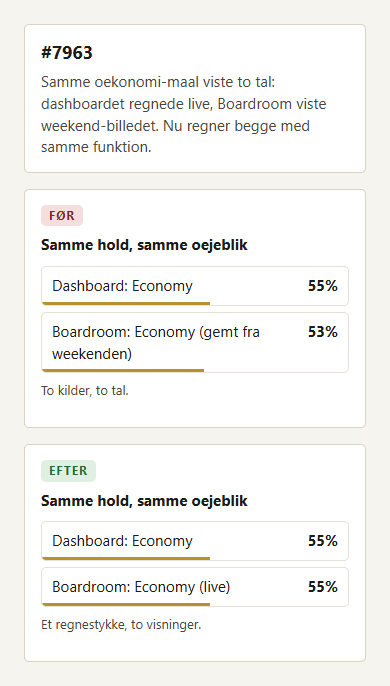 #7963
Samme oekonomi-maal viste to tal:
dashboardet regnede live, Boardroom viste
weekend-billedet. Nu regner begge med
samme funktion.
FØR
Samme hold, samme oejeblik
Dashboard: Economy 55%
Boardroom: Economy (gemt fra 53%
weekenden)
To kilder, to tal.
EFTER
Samme hold, samme oejeblik
Dashboard: Economy 55%
Boardroom: Economy (live) 55%
Et regnestykke, to visninger.